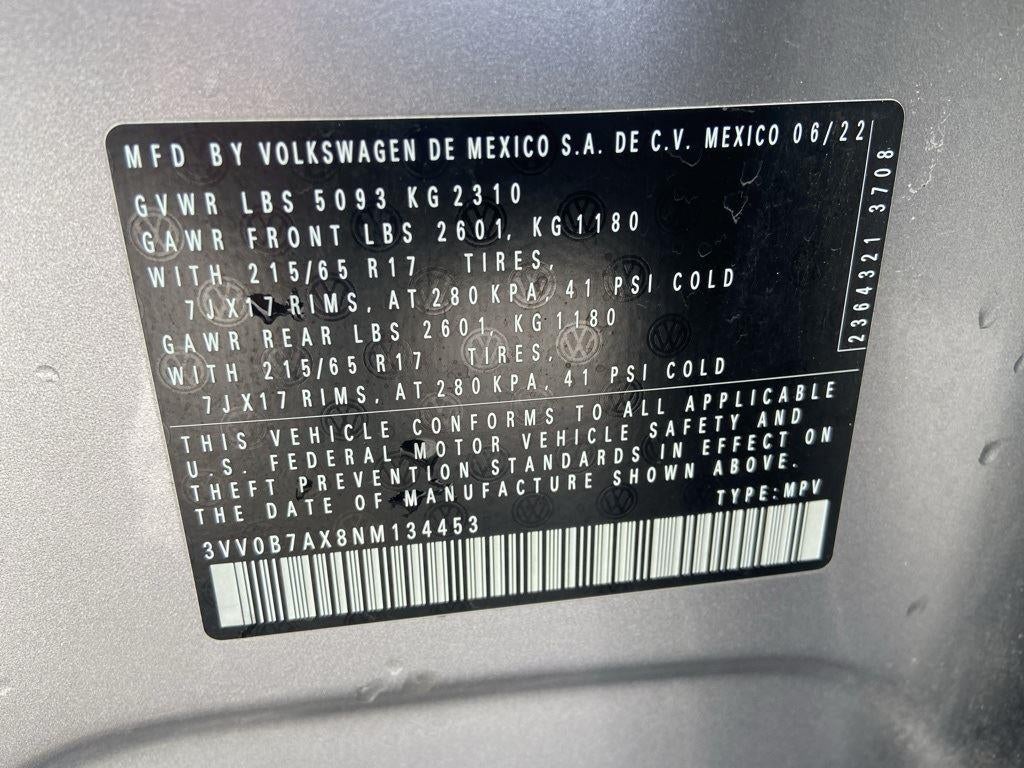 MFD BY VOLKSWAGEN DE MEXICO S.A. DE C.V. MEXICO 06/22
GVWR LBS 5093 KG 2310
GAWR FRONT LBS 2601, KG 1180
WITH 215/65 R17 TIRES,
7JX17 RIMS, AT 280 KPA, 41 PSI COLD
GAWR REAR LBS 2601, KG 1180
WITH 215/65 R17 TIRES,
7JX17 RIMS, AT 280 KPA, 41 PSI COLD
2364321 3708
THIS VEHICLE CONFORMS TO ALL APPLICABLE
U.S. FEDERAL MOTOR VEHICLE SAFETY AND
THEFT PREVENTION STANDARDS IN EFFECT ON
THE DATE OF MANUFACTURE SHOWN ABOVE.
TYPE: MPV
3VV0B7AX8NM134453